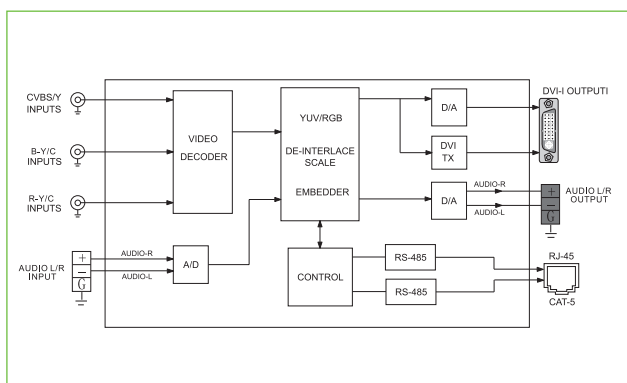 CVBS/Y
INPUTS
B-Y/C
INPUTS
R-Y/C
INPUTS
AUDIO L/R
INPUT
+
−
G
AUDIO-R
AUDIO-L
VIDEO
DECODER
A/D
YUV/RGB
DE-INTERLACE
SCALE
EMBEDDER
CONTROL
D/A
DVI
TX
D/A
RS-485
RS-485
DVI-I OUTPUTI
AUDIO-R
AUDIO-L
+
−
G
AUDIO L/R
OUTPUT
RJ-45
CAT-5